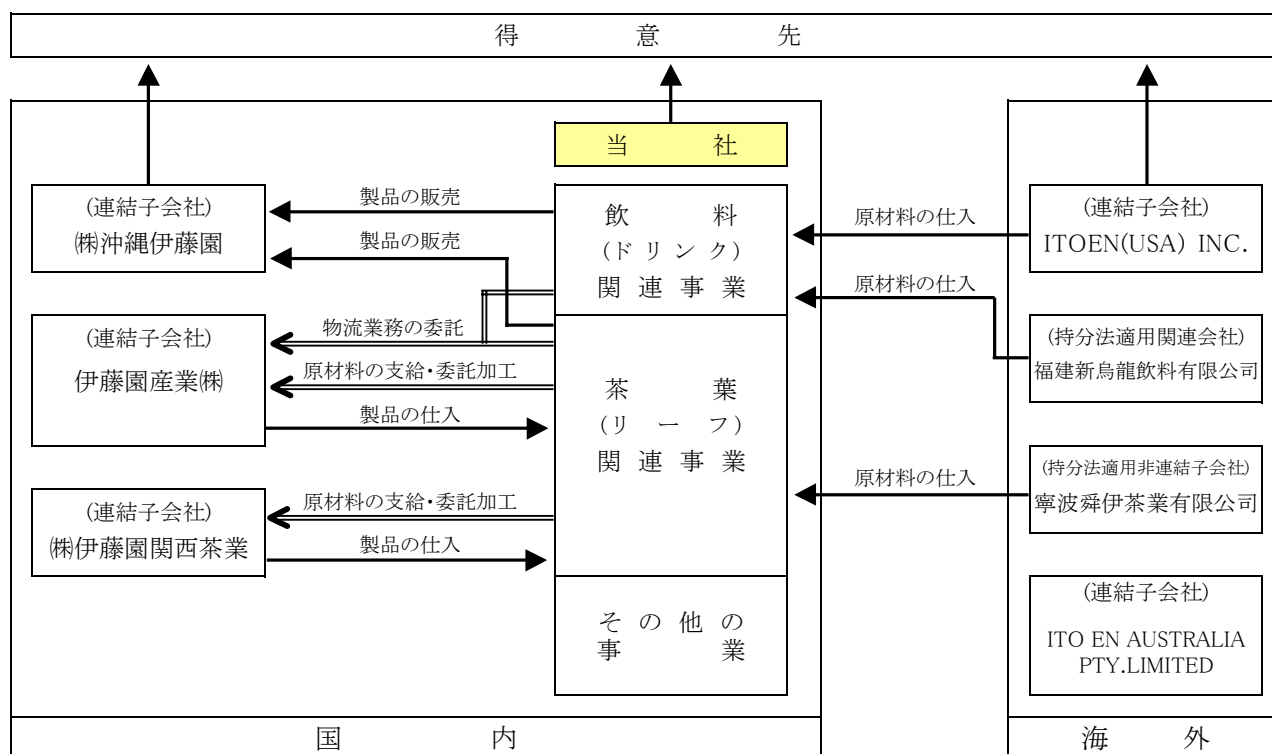 得意先
当社
(連結子会社)
㈱沖縄伊藤園
製品の販売
製品の販売
飲料
(ドリンク)
関連事業
原材料の仕入
(連結子会社)
ITOEN(USA) INC.
原材料の仕入
(連結子会社)
伊藤園産業㈱
物流業務の委託
原材料の支給・委託加工
製品の仕入
茶葉
(リーフ)
関連事業
(持分法適用関連会社)
福建新烏龍飲料有限公司
(連結子会社)
㈱伊藤園関西茶業
原材料の支給・委託加工
製品の仕入
原材料の仕入
(持分法適用非連結子会社)
寧波舜伊茶業有限公司
その他の
事業
(連結子会社)
ITO EN AUSTRALIA
PTY.LIMITED
国内
海外